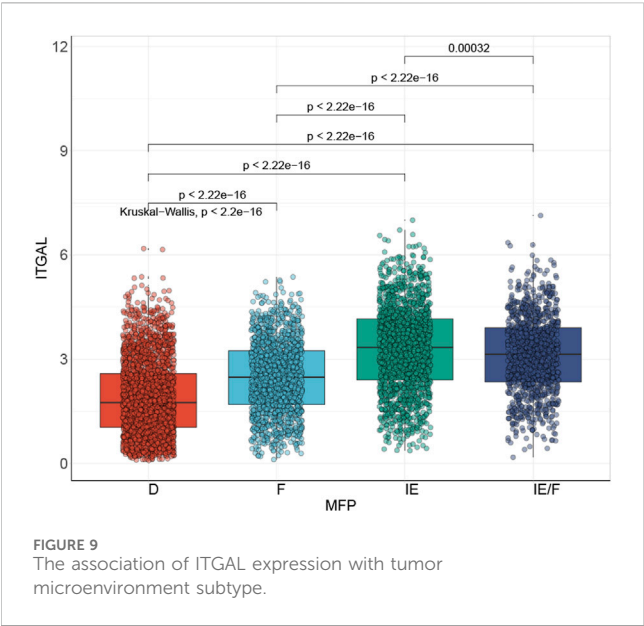 12
0.00032
p < 2.22e−16
p < 2.22e−16
9
p < 2.22e−16
p < 2.22e−16
p < 2.22e−16
Kruskal−Wallis, p < 2.2e−16
ITGAL
6
3
0
D F IE IE/F
MFP
FIGURE 9
The association of ITGAL expression with tumor
microenvironment subtype.